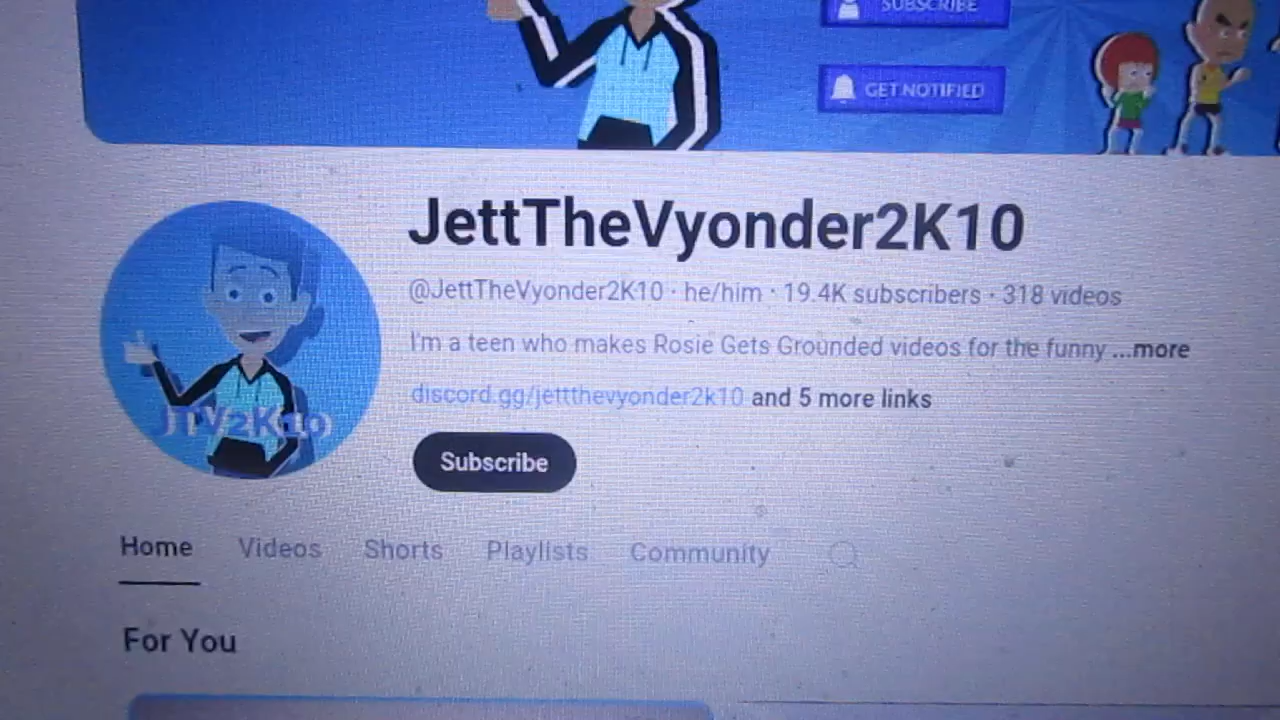 SUBSCRIBE
GET NOTIFIED
JettTheVyonder2K10
@JettTheVyonder2K10 · he/him · 19.4K subscribers · 318 videos
I'm a teen who makes Rosie Gets Grounded videos for the funny ...more
discord.gg/jettthevyonder2k10 and 5 more links
JTV2K10
Subscribe
Home Videos Shorts Playlists Community
For You